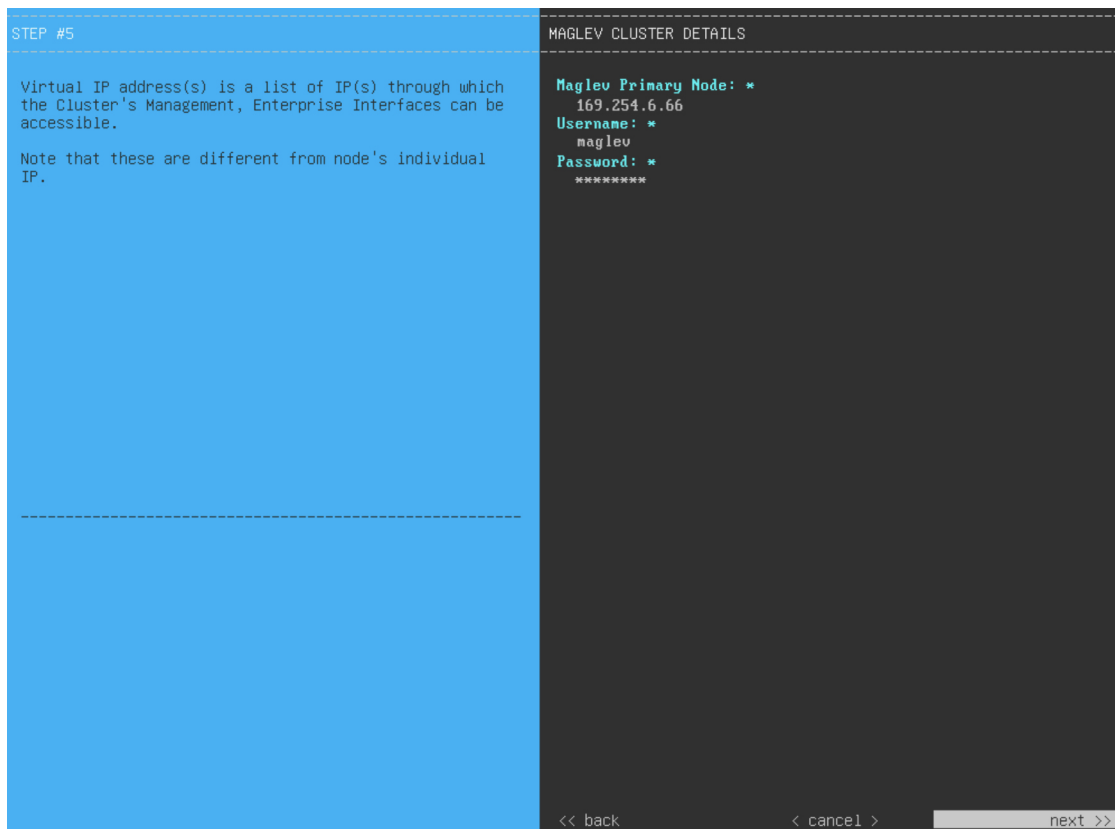 STEP #5
Virtual IP address(s) is a list of IP(s) through which
the Cluster's Management, Enterprise Interfaces can be
accessible.
Note that these are different from node's individual
IP.
MAGLEV CLUSTER DETAILS
Maglev Primary Node: *
169.254.6.66
Username: *
maglev
Password: *
********
<< back < cancel > next >>